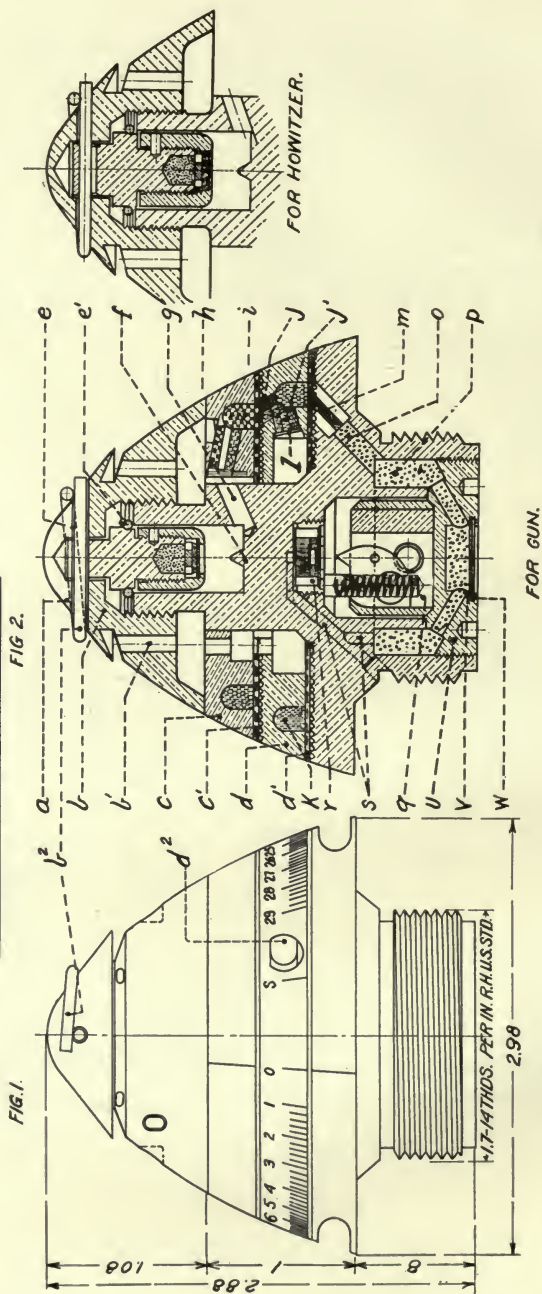 FIG. 1.
FIG 2.
b²
a
b
b'
c
c'
d
d'
K
r
s
q
u
v
w
e
e'
f
g
h
i
j
j'
m
o
p
1
d²
O
6 5 4 3 2 1 0
S 29 28 27 26 25
1.7-14 THDS. PER IN. R.H. U.S. STD.
2.98
1.08
1
.8
2.88
FOR GUN.
FOR HOWITZER.